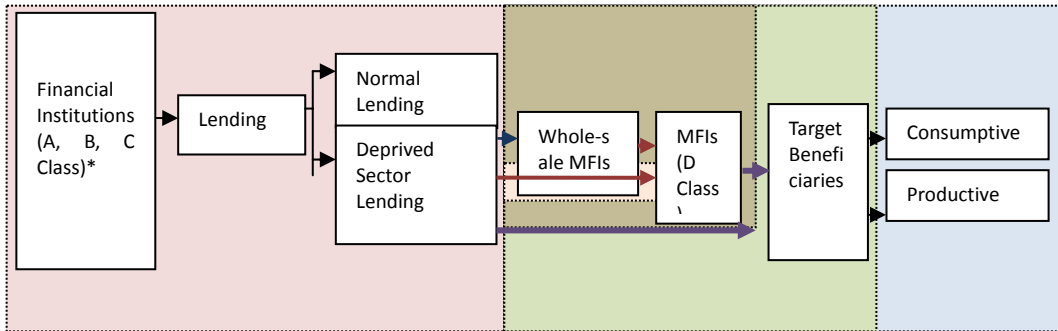 Financial
Institutions
(A, B, C
Class)*
Lending
Normal
Lending
Deprived
Sector
Lending
Whole-s
ale MFIs
MFIs
(D
Class
)
Target
Benefi
ciaries
Consumptive
Productive